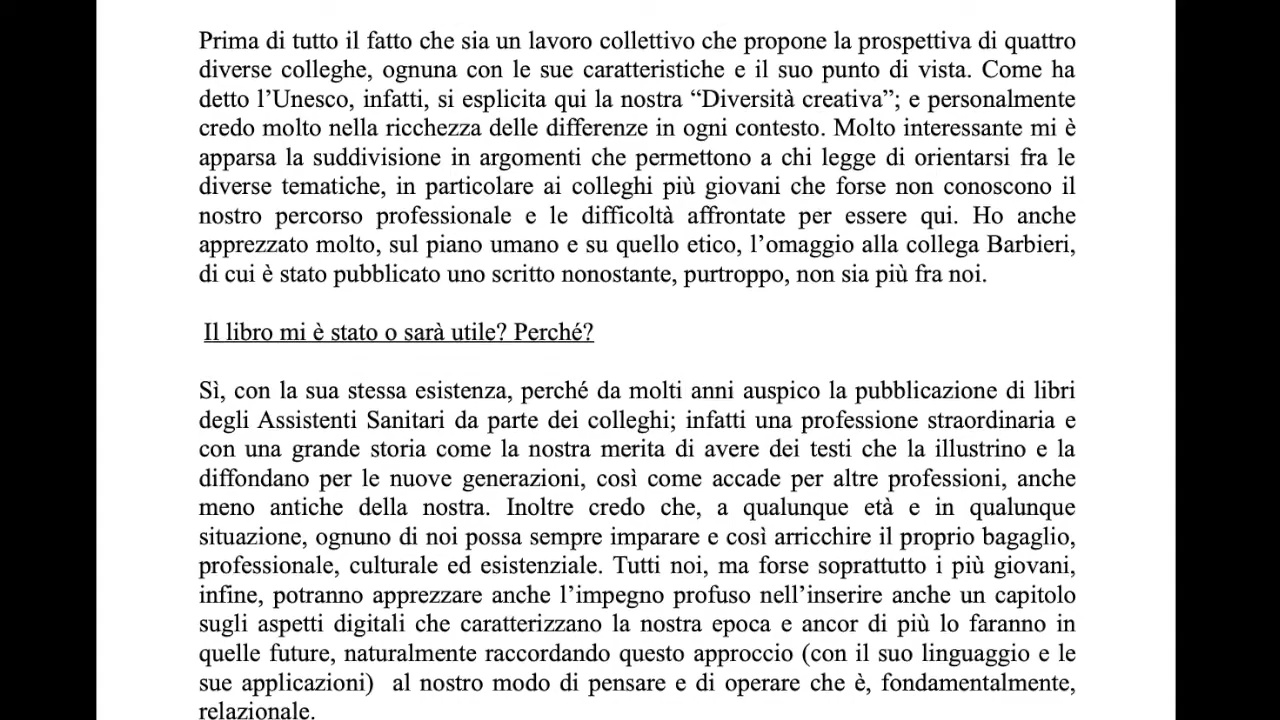 Prima di tutto il fatto che sia un lavoro collettivo che propone la prospettiva di quattro
diverse colleghe, ognuna con le sue caratteristiche e il suo punto di vista. Come ha
detto l’Unesco, infatti, si esplicita qui la nostra “Diversità creativa”; e personalmente
credo molto nella ricchezza delle differenze in ogni contesto. Molto interessante mi è
apparsa la suddivisione in argomenti che permettono a chi legge di orientarsi fra le
diverse tematiche, in particolare ai colleghi più giovani che forse non conoscono il
nostro percorso professionale e le difficoltà affrontate per essere qui. Ho anche
apprezzato molto, sul piano umano e su quello etico, l’omaggio alla collega Barbieri,
di cui è stato pubblicato uno scritto nonostante, purtroppo, non sia più fra noi.
Il libro mi è stato o sarà utile? Perché?
Sì, con la sua stessa esistenza, perché da molti anni auspico la pubblicazione di libri
degli Assistenti Sanitari da parte dei colleghi; infatti una professione straordinaria e
con una grande storia come la nostra merita di avere dei testi che la illustrino e la
diffondano per le nuove generazioni, così come accade per altre professioni, anche
meno antiche della nostra. Inoltre credo che, a qualunque età e in qualunque
situazione, ognuno di noi possa sempre imparare e così arricchire il proprio bagaglio,
professionale, culturale ed esistenziale. Tutti noi, ma forse soprattutto i più giovani,
infine, potranno apprezzare anche l’impegno profuso nell’inserire anche un capitolo
sugli aspetti digitali che caratterizzano la nostra epoca e ancor di più lo faranno in
quelle future, naturalmente raccordando questo approccio (con il suo linguaggio e le
sue applicazioni) al nostro modo di pensare e di operare che è, fondamentalmente,
relazionale.